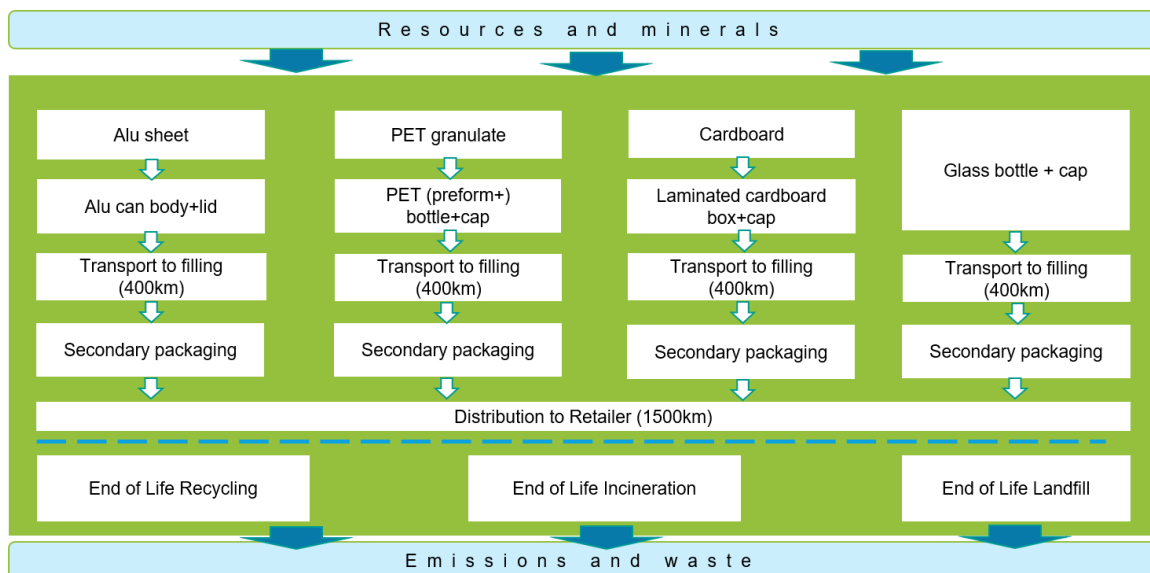 Resources and minerals
Alu sheet
PET granulate
Cardboard
Glass bottle + cap
Alu can body+lid
PET (preform+)
bottle+cap
Laminated cardboard
box+cap
Transport to filling
(400km)
Transport to filling
(400km)
Transport to filling
(400km)
Transport to filling
(400km)
Secondary packaging
Secondary packaging
Secondary packaging
Secondary packaging
Distribution to Retailer (1500km)
End of Life Recycling
End of Life Incineration
End of Life Landfill
Emissions and waste